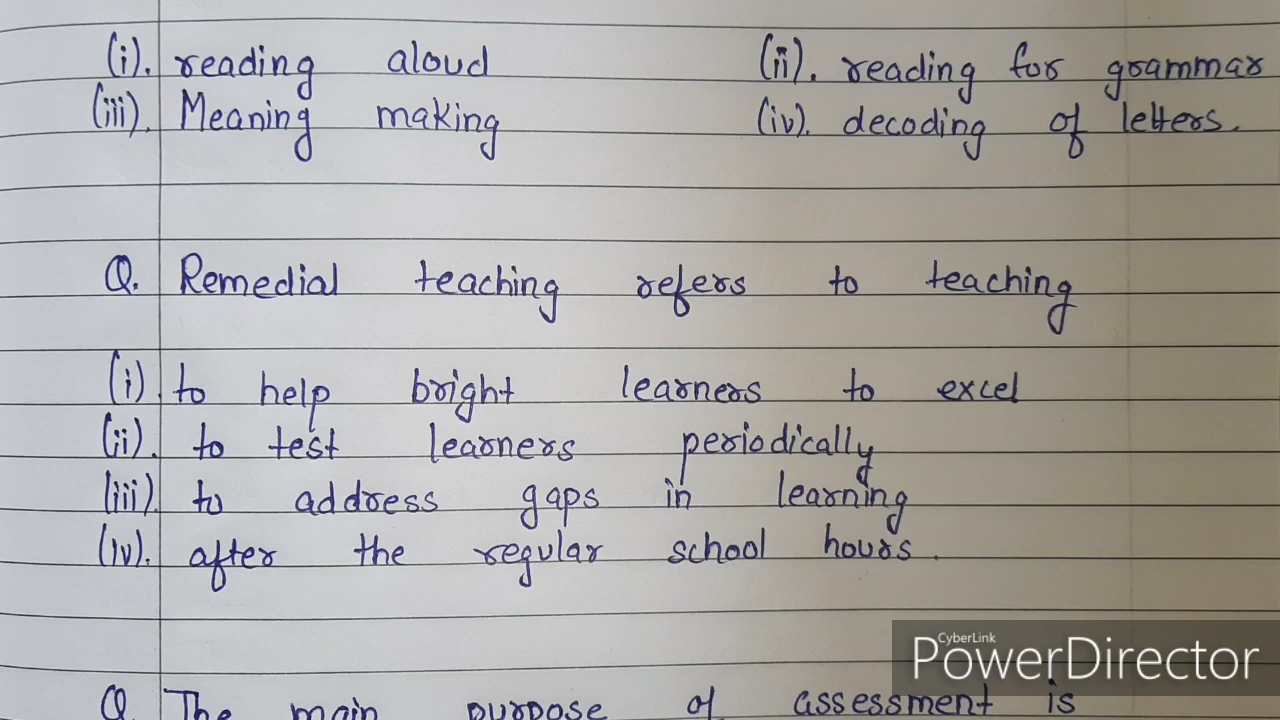 (i). reading aloud (ii). reading for grammar
(iii). Meaning making (iv). decoding of letters.
Q. Remedial teaching refers to teaching
(i). to help bright learners to excel
(ii). to test learners periodically
(iii). to address gaps in learning
(iv). after the regular school hours.
CyberLink
PowerDirector
Q. The main purpose of assessment is